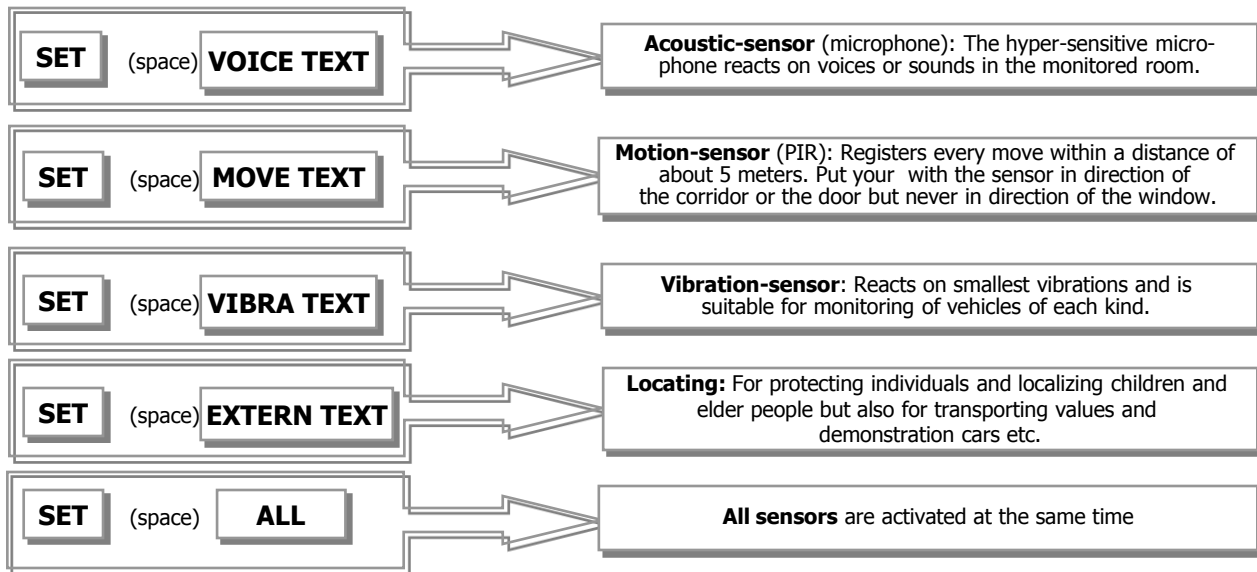 SET (space) VOICE TEXT
Acoustic-sensor (microphone): The hyper-sensitive micro-
phone reacts on voices or sounds in the monitored room.
SET (space) MOVE TEXT
Motion-sensor (PIR): Registers every move within a distance of
about 5 meters. Put your  with the sensor in direction of
the corridor or the door but never in direction of the window.
SET (space) VIBRA TEXT
Vibration-sensor: Reacts on smallest vibrations and is
suitable for monitoring of vehicles of each kind.
SET (space) EXTERN TEXT
Locating: For protecting individuals and localizing children and
elder people but also for transporting values and
demonstration cars etc.
SET (space) ALL
All sensors are activated at the same time